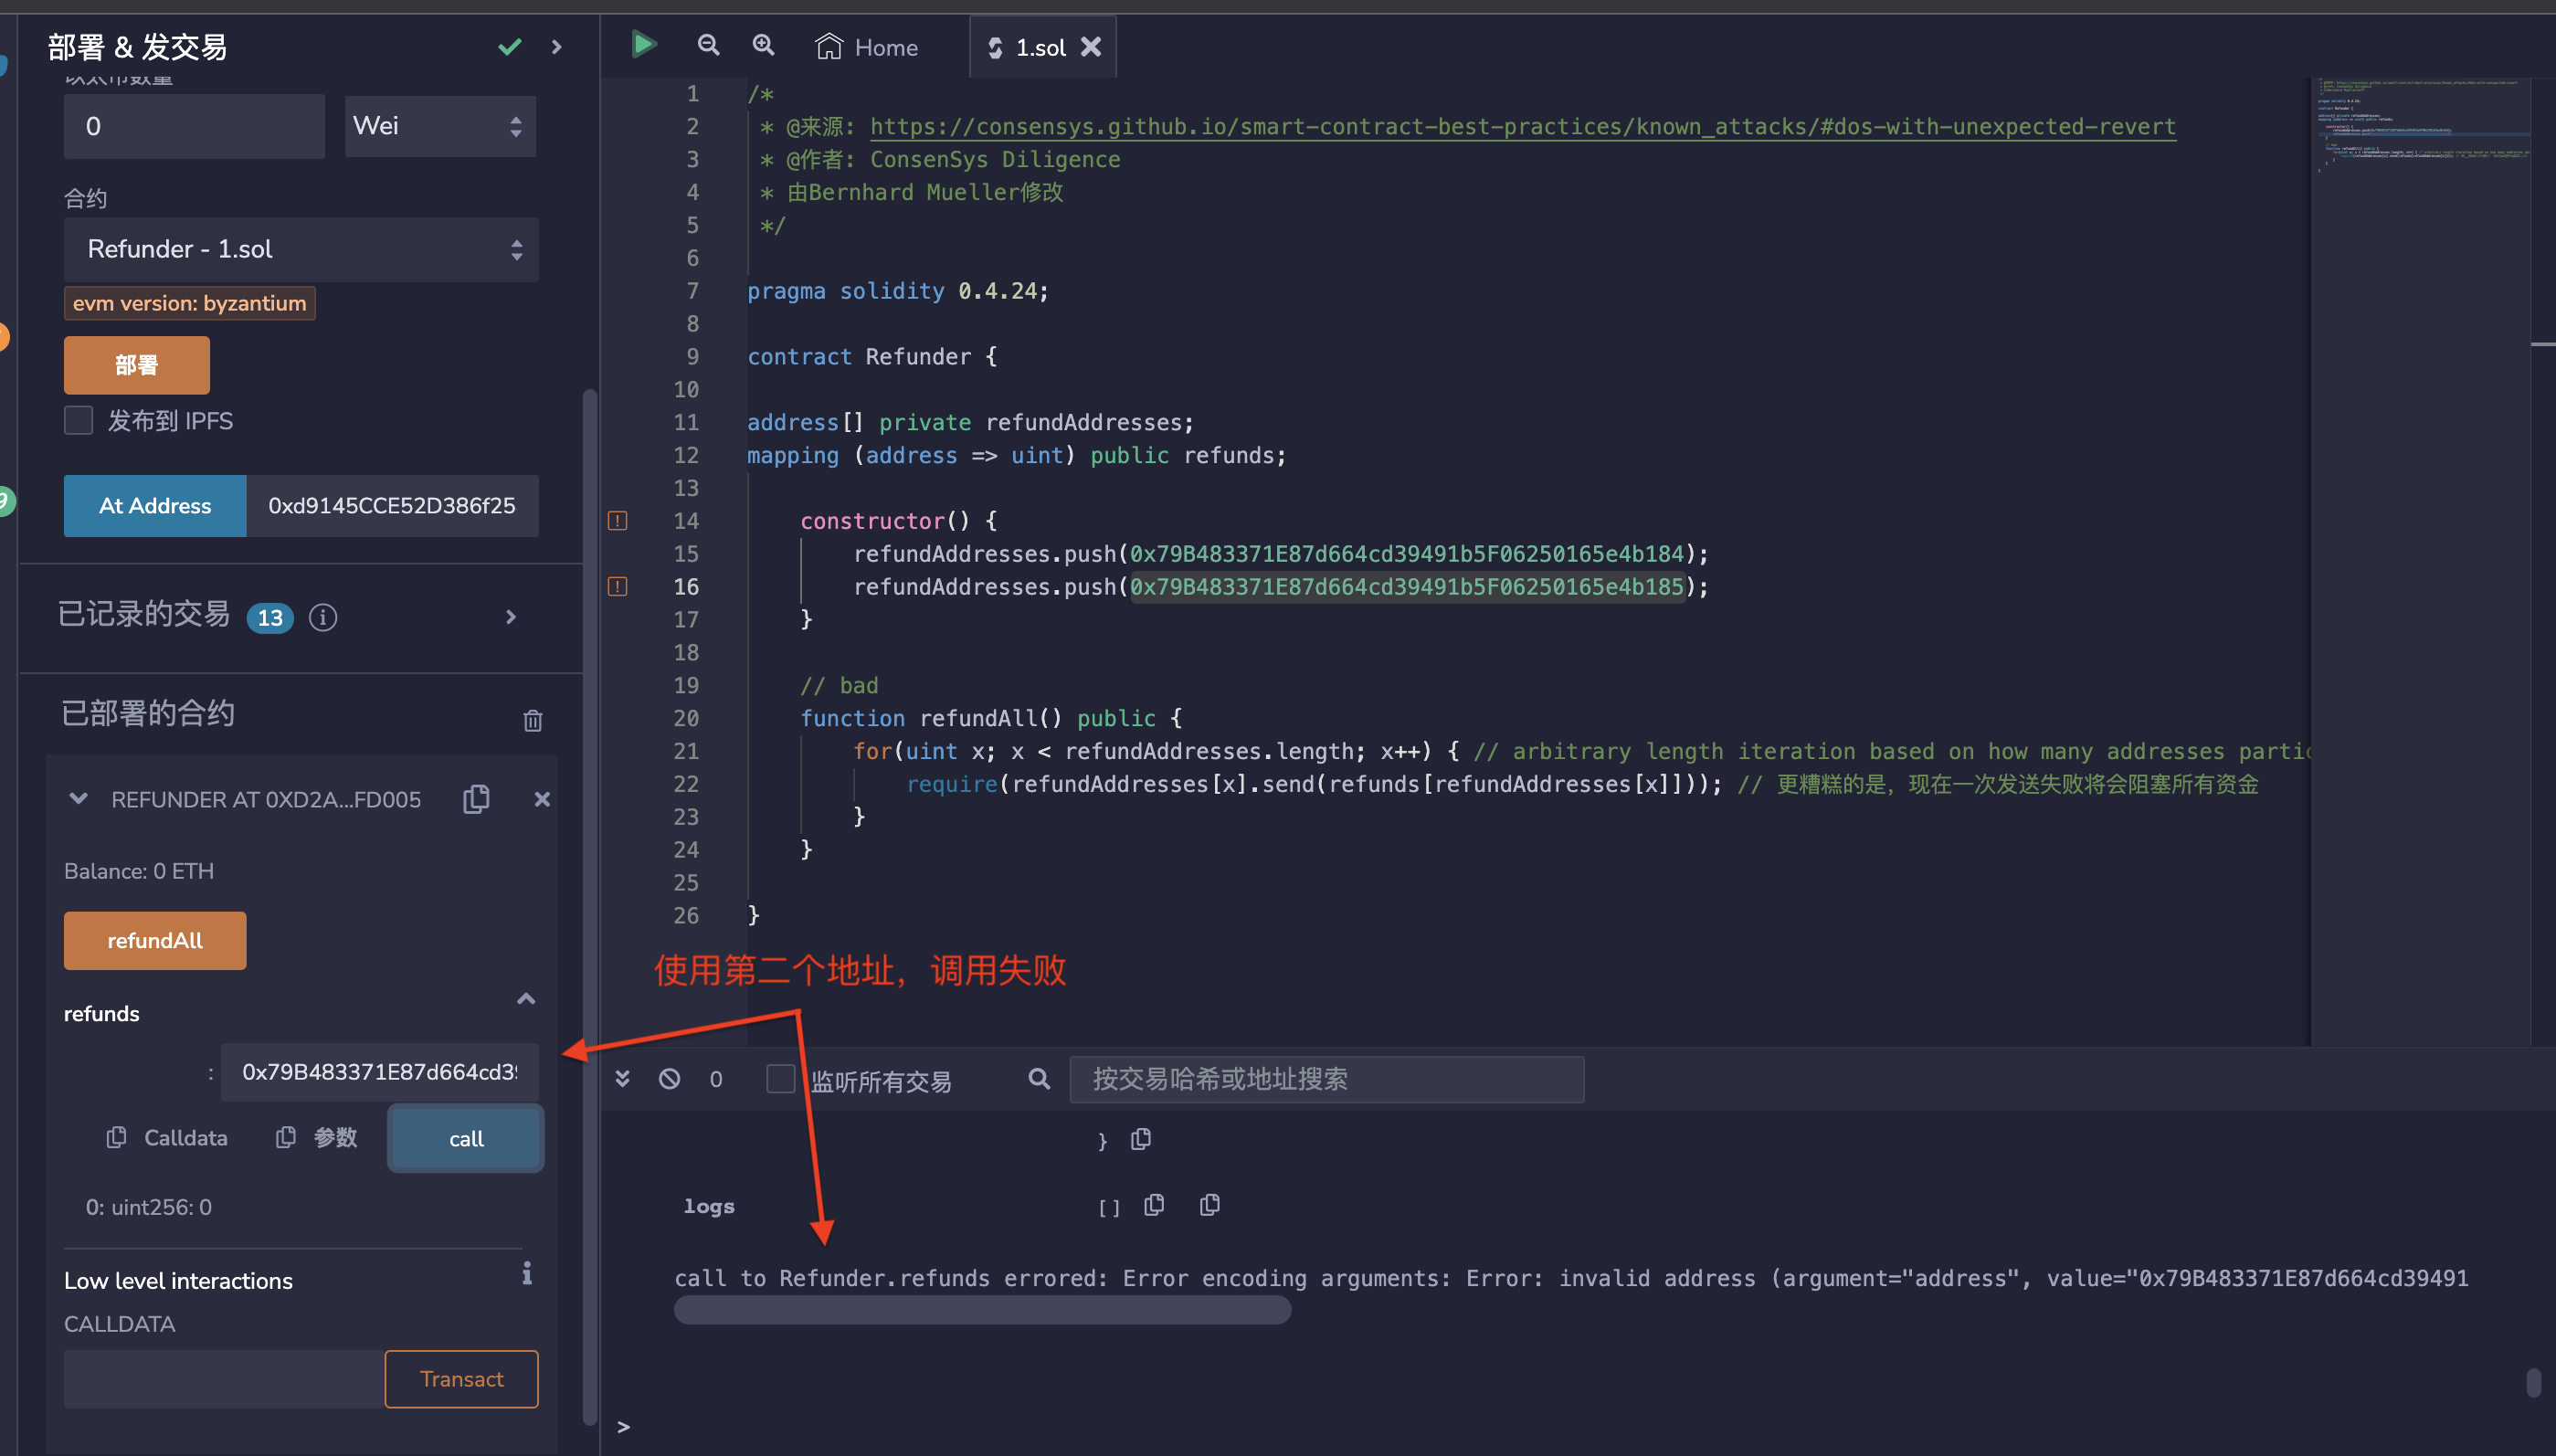 部署 & 发交易
以太币数量
0
Wei
合约
Refunder - 1.sol
evm version: byzantium
部署
发布到 IPFS
At Address
0xd9145CCE52D386f25
已记录的交易 13
已部署的合约
REFUNDER AT 0XD2A...FD005
Balance: 0 ETH
refundAll
refunds
: 0x79B483371E87d664cd3
Calldata
参数
call
0: uint256: 0
Low level interactions
CALLDATA
Transact
Home
1.sol
1 /*
2 * @来源: https://consensys.github.io/smart-contract-best-practices/known_attacks/#dos-with-unexpected-revert
3 * @作者: ConsenSys Diligence
4 * 由Bernhard Mueller修改
5 */
6
7 pragma solidity 0.4.24;
8
9 contract Refunder {
10
11 address[] private refundAddresses;
12 mapping (address => uint) public refunds;
13
14 constructor() {
15 refundAddresses.push(0x79B483371E87d664cd39491b5F06250165e4b184);
16 refundAddresses.push(0x79B483371E87d664cd39491b5F06250165e4b185);
17 }
18
19 // bad
20 function refundAll() public {
21 for(uint x; x < refundAddresses.length; x++) { // arbitrary length iteration based on how many addresses partic
22 require(refundAddresses[x].send(refunds[refundAddresses[x]])); // 更糟糕的是，现在一次发送失败将会阻塞所有资金
23 }
24 }
25
26 }
使用第二个地址，调用失败
0
监听所有交易
按交易哈希或地址搜索
}
logs
[]
call to Refunder.refunds errored: Error encoding arguments: Error: invalid address (argument="address", value="0x79B483371E87d664cd39491
>